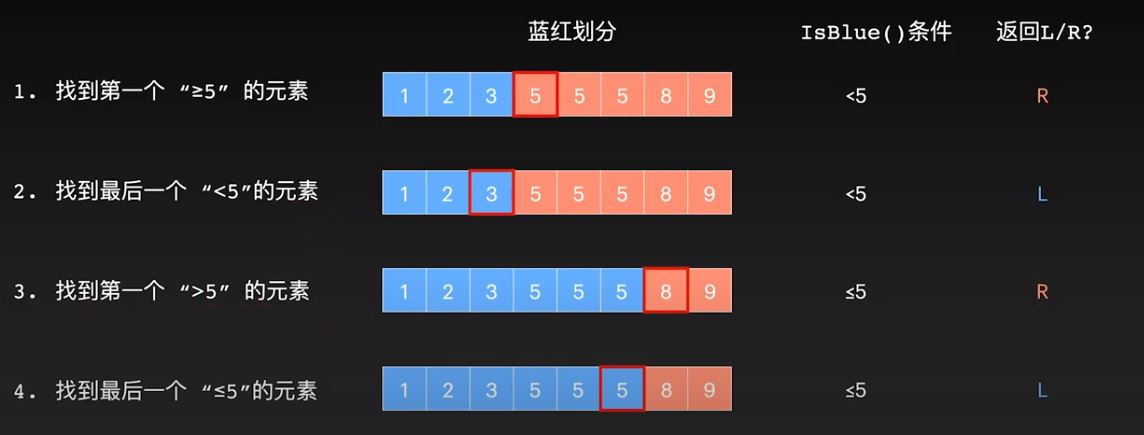 蓝红划分 IsBlue()条件 返回L/R?
1. 找到第一个 “≥5” 的元素 1 2 3 5 5 5 8 9 <5 R
2. 找到最后一个 “<5”的元素 1 2 3 5 5 5 8 9 <5 L
3. 找到第一个 “>5” 的元素 1 2 3 5 5 5 8 9 ≤5 R
4. 找到最后一个 “≤5”的元素 1 2 3 5 5 5 8 9 ≤5 L